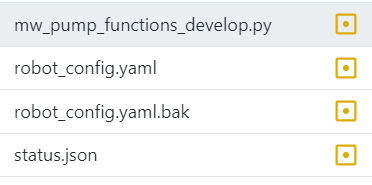 mw_pump_functions_develop.py
robot_config.yaml
robot_config.yaml.bak
status.json